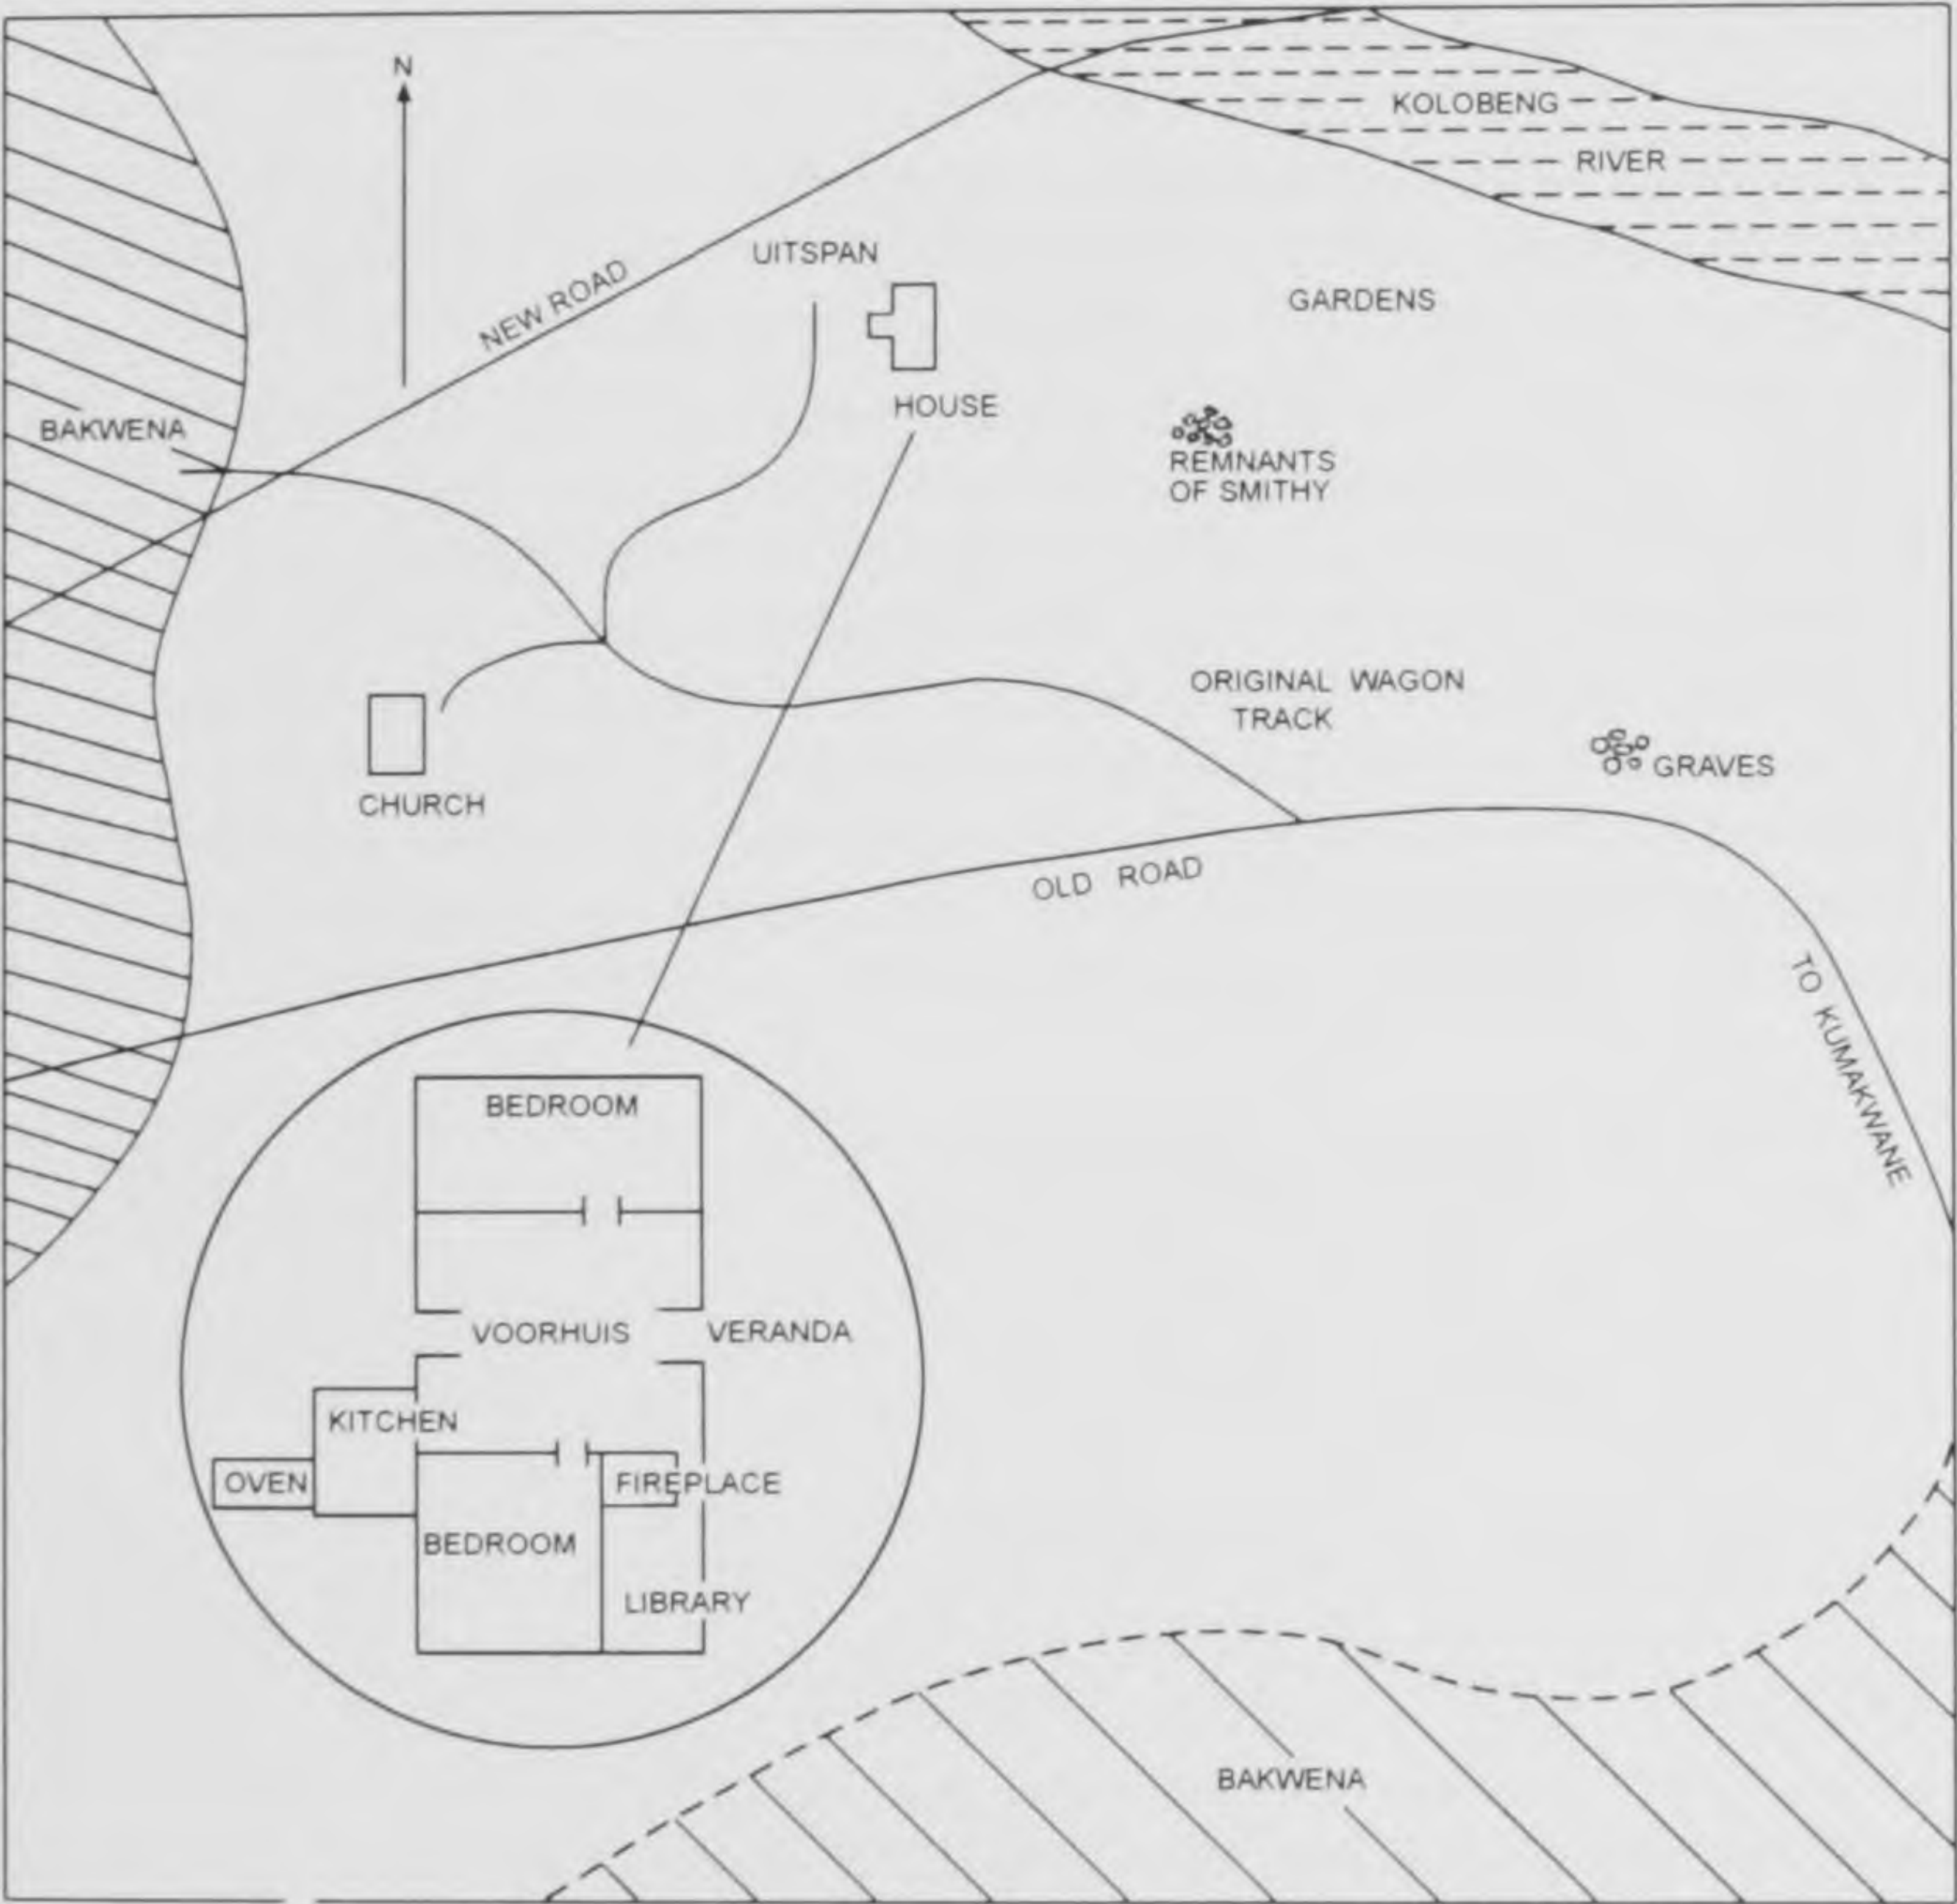 N
KOLOBENG
RIVER
UITSPAN
NEW ROAD
GARDENS
HOUSE
BAKWENA
REMNANTS
OF SMITHY
ORIGINAL WAGON
TRACK
GRAVES
CHURCH
OLD ROAD
TO KUMAKWANE
BEDROOM
VOORHUIS
VERANDA
KITCHEN
OVEN
FIREPLACE
BEDROOM
LIBRARY
BAKWENA